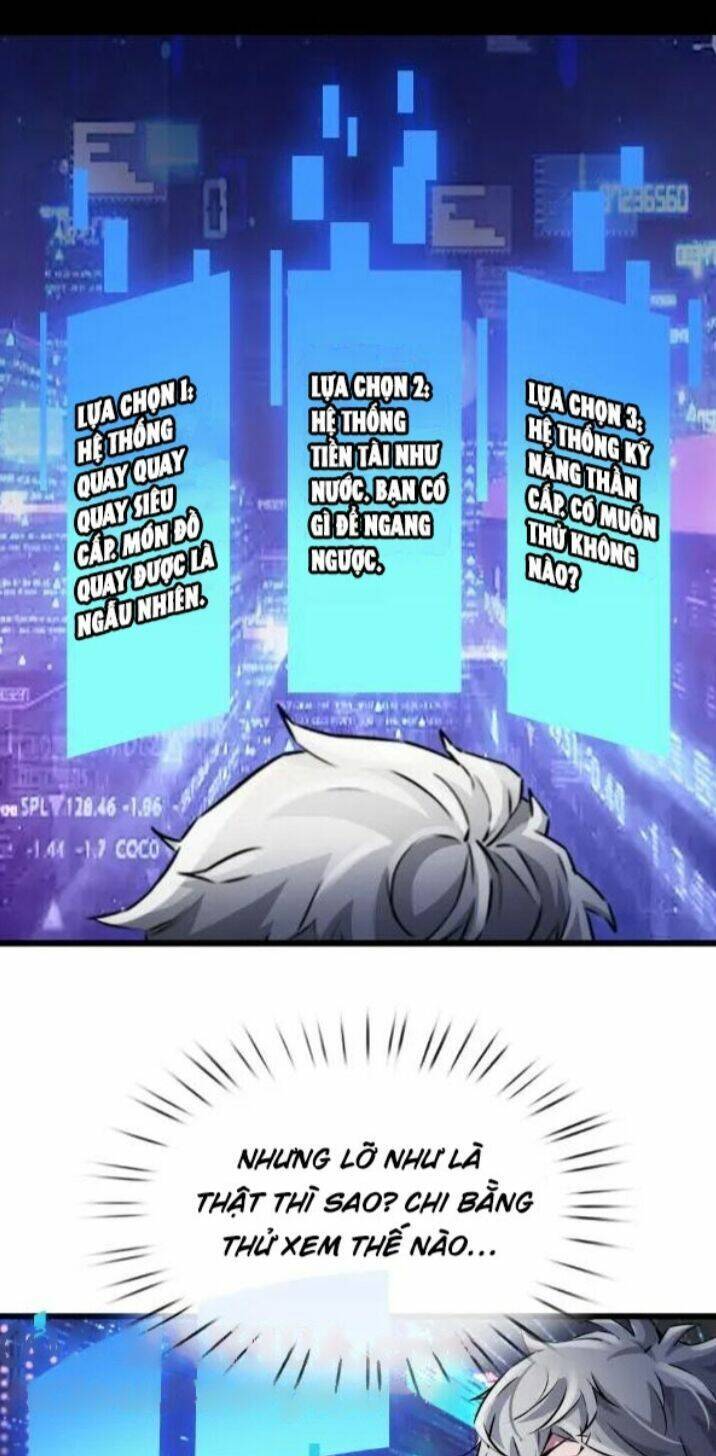 97236560
LỰA CHỌN 1:
HỆ THỐNG
QUAY QUAY
QUAY SIÊU
CẤP. MÓN ĐỒ
QUAY ĐƯỢC LÀ
NGẪU NHIÊN.
LỰA CHỌN 2:
HỆ THỐNG
TIỀN TÀI NHƯ
NƯỚC. BẠN CÓ
GÌ ĐỂ NGANG
NGƯỢC.
LỰA CHỌN 3:
HỆ THỐNG KỸ
NĂNG THẦN
CẤP. CÓ MUỐN
THỬ KHÔNG
NÀO?
SPL▼128.46 -1.86
-1.44 -1.7 COCO
NHƯNG LỠ NHƯ LÀ
THẬT THÌ SAO? CHI BẰNG
THỬ XEM THẾ NÀO...